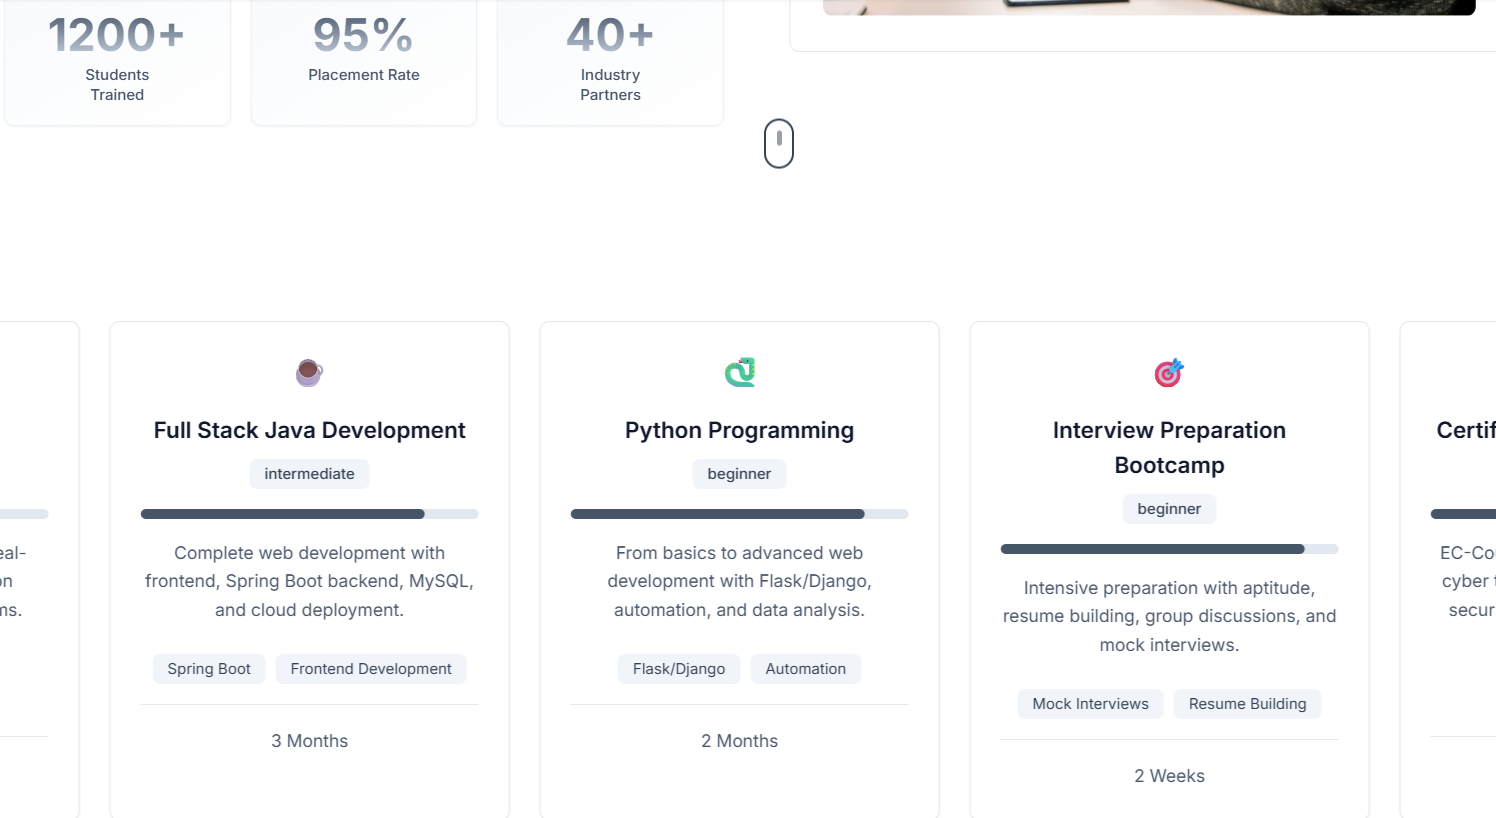 1200+
Students
Trained
95%
Placement Rate
40+
Industry
Partners
eal-
on
ms.
Full Stack Java Development
intermediate
Complete web development with
frontend, Spring Boot backend, MySQL,
and cloud deployment.
Spring Boot
Frontend Development
3 Months
Python Programming
beginner
From basics to advanced web
development with Flask/Django,
automation, and data analysis.
Flask/Django
Automation
2 Months
Interview Preparation
Bootcamp
beginner
Intensive preparation with aptitude,
resume building, group discussions, and
mock interviews.
Mock Interviews
Resume Building
2 Weeks
Certif
EC-Cou
cyber t
secur